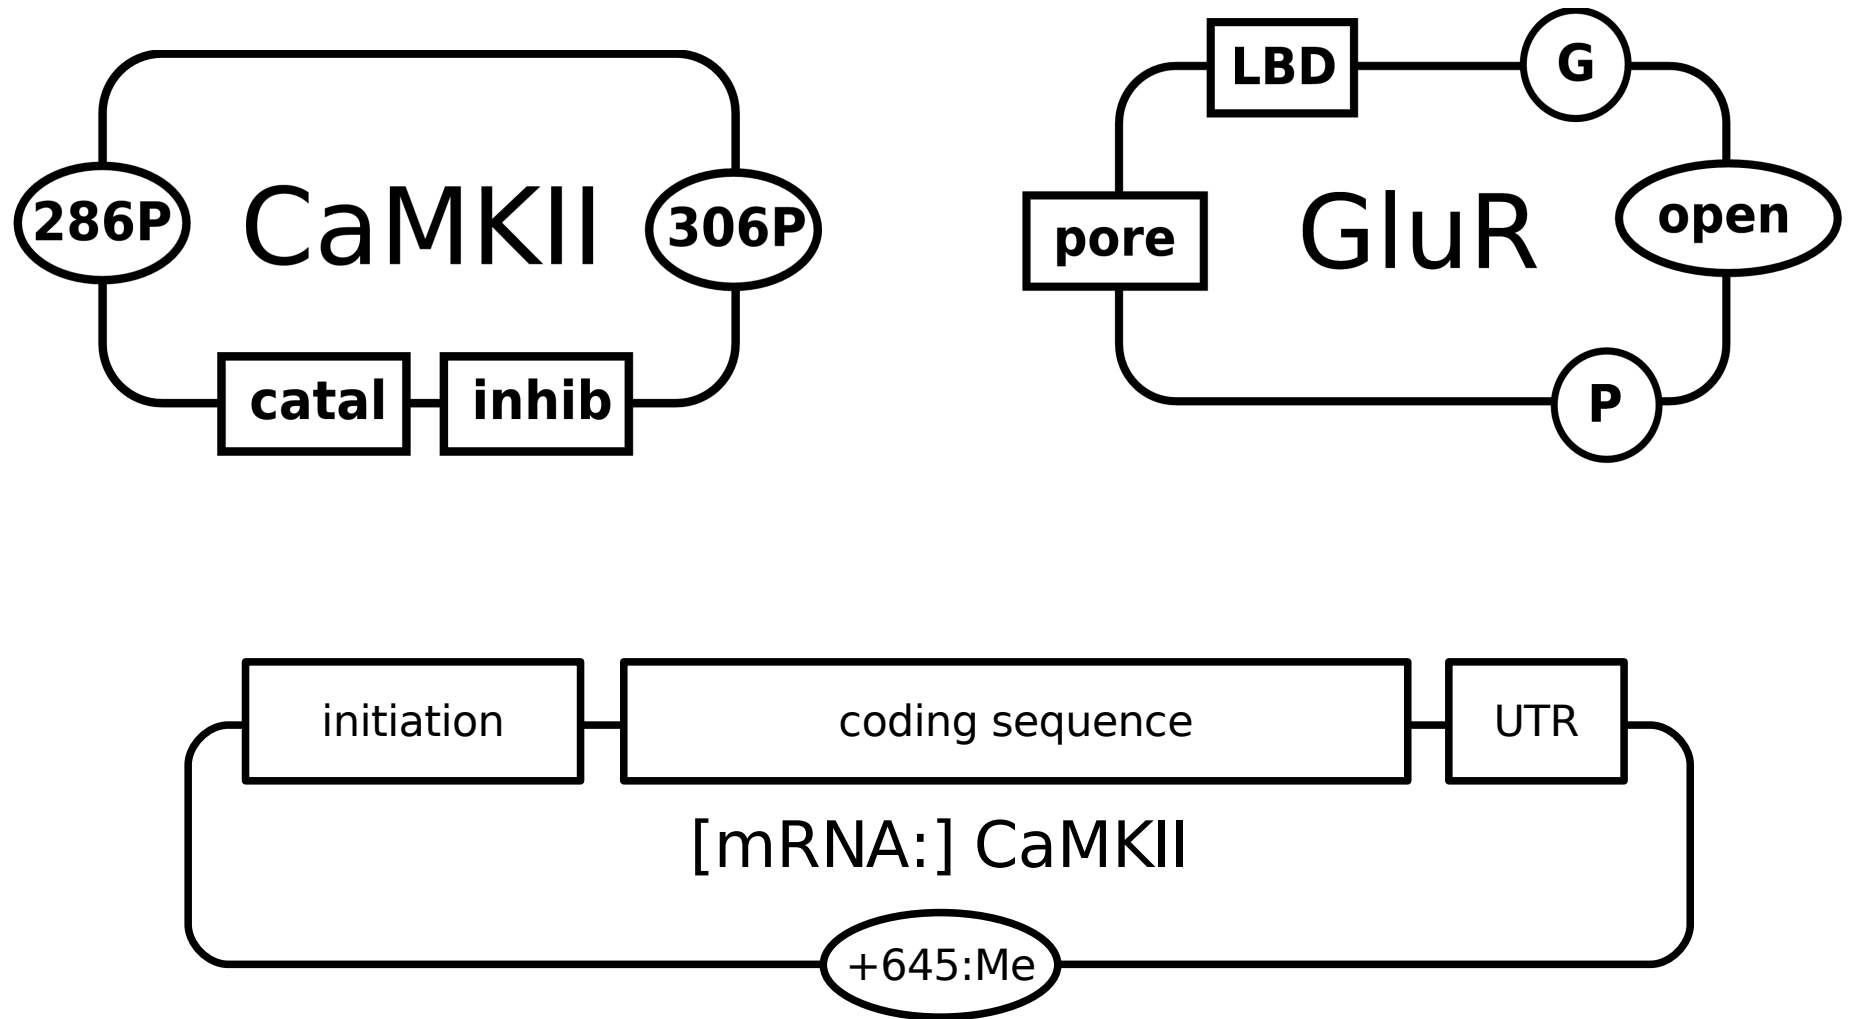 286P
CaMKII
306P
catal
inhib
LBD
G
pore
GluR
open
P
initiation
coding sequence
UTR
[mRNA:] CaMKII
+645:Me